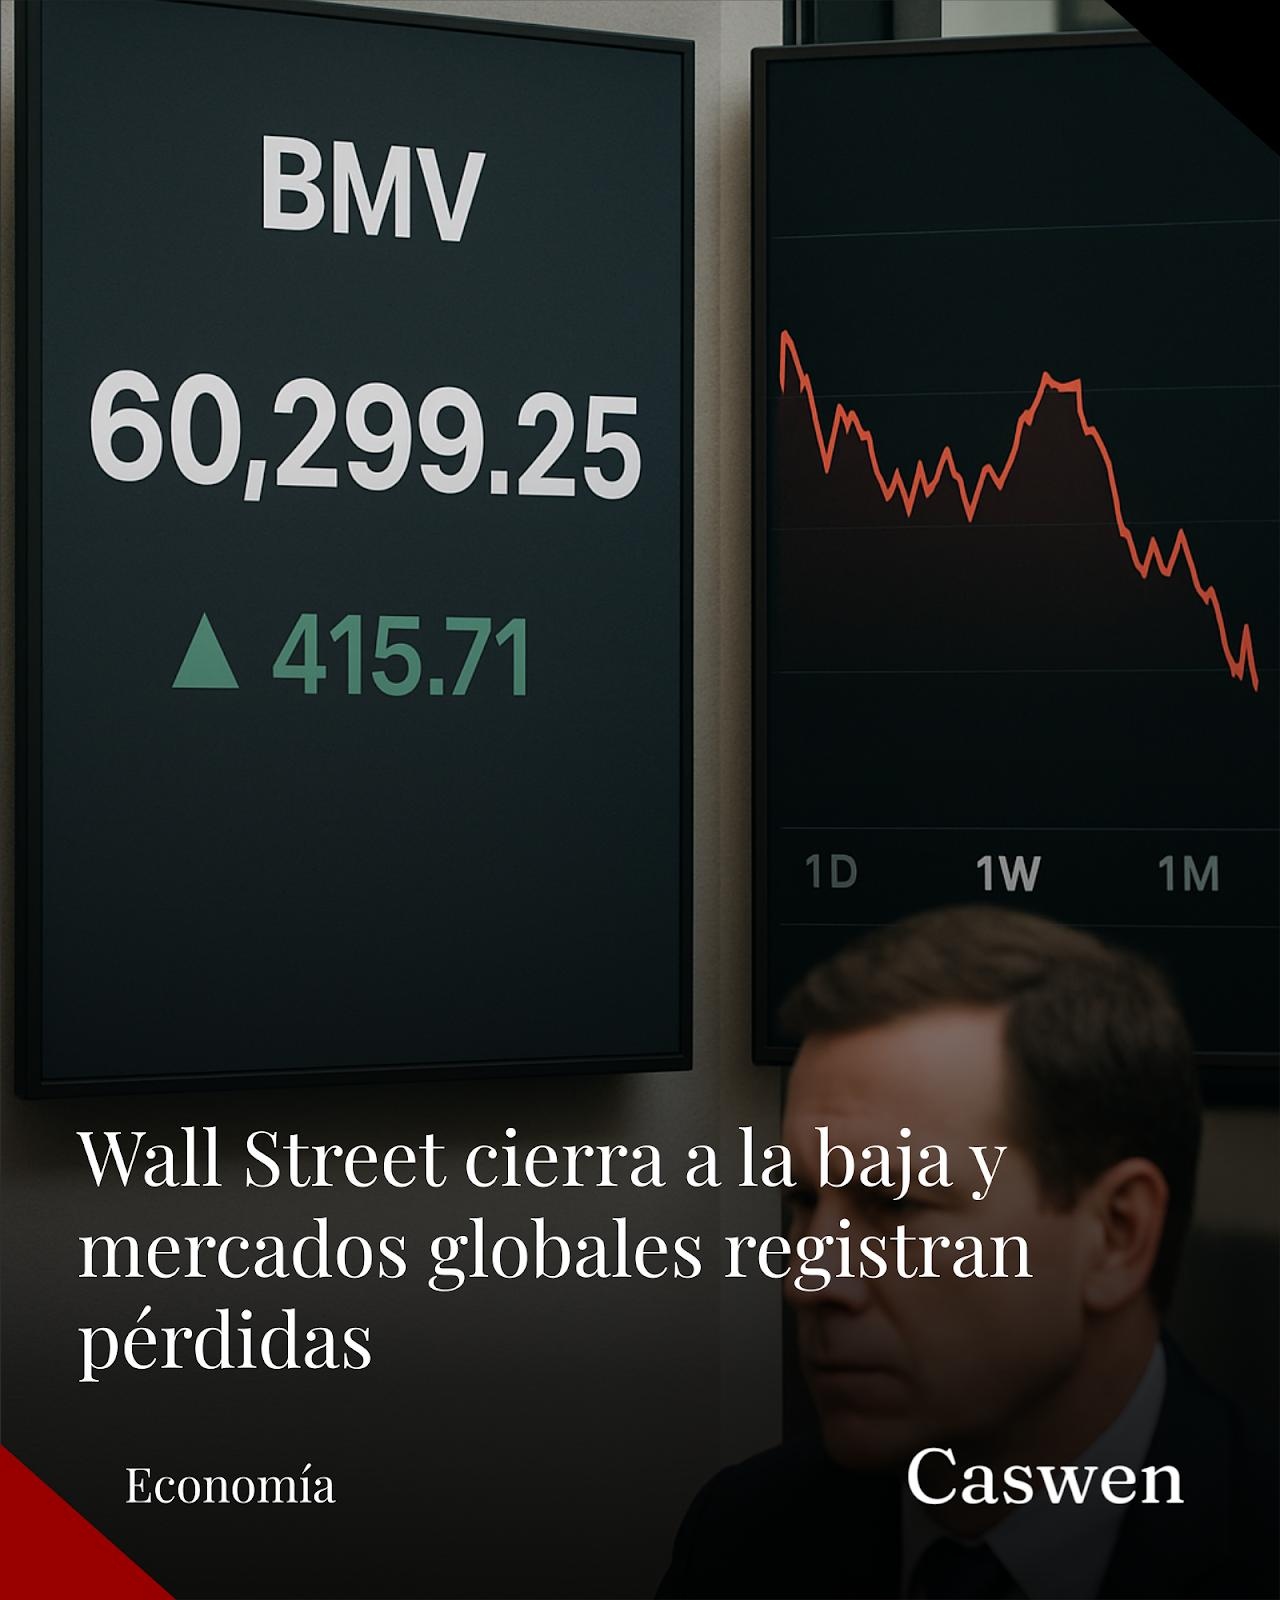 BMV
60,299.25
▲ 415.71
1D 1W 1M
Wall Street cierra a la baja y
mercados globales registran
pérdidas
Economía
Caswen